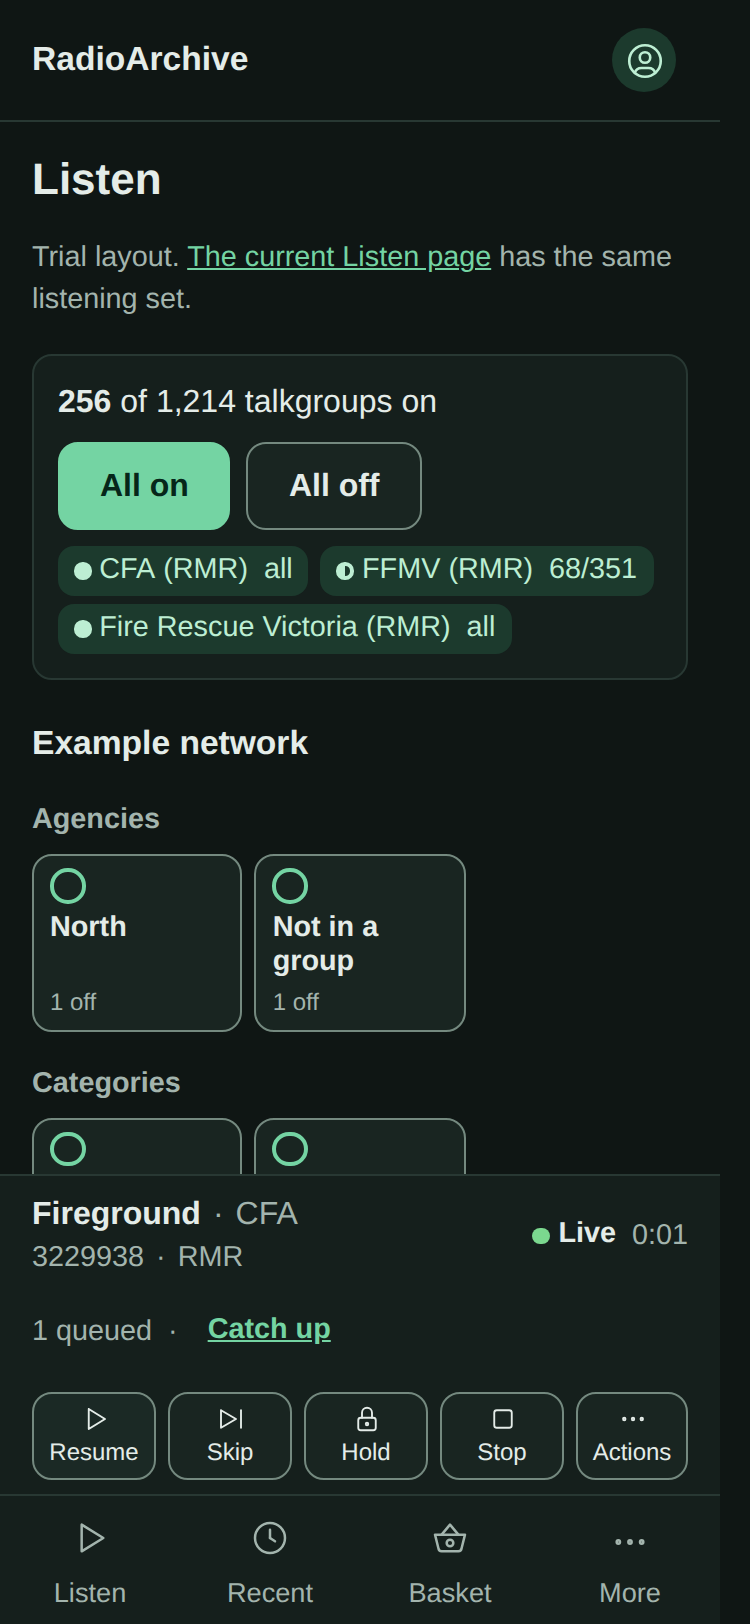 RadioArchive
Listen
Trial layout. The current Listen page has the same
listening set.
256 of 1,214 talkgroups on
All on All off
CFA (RMR) all FFMV (RMR) 68/351
Fire Rescue Victoria (RMR) all
Example network
Agencies
North
1 off
Not in a
group
1 off
Categories
Fireground · CFA
3229938 · RMR
Live 0:01
1 queued · Catch up
Resume Skip Hold Stop Actions
Listen Recent Basket More